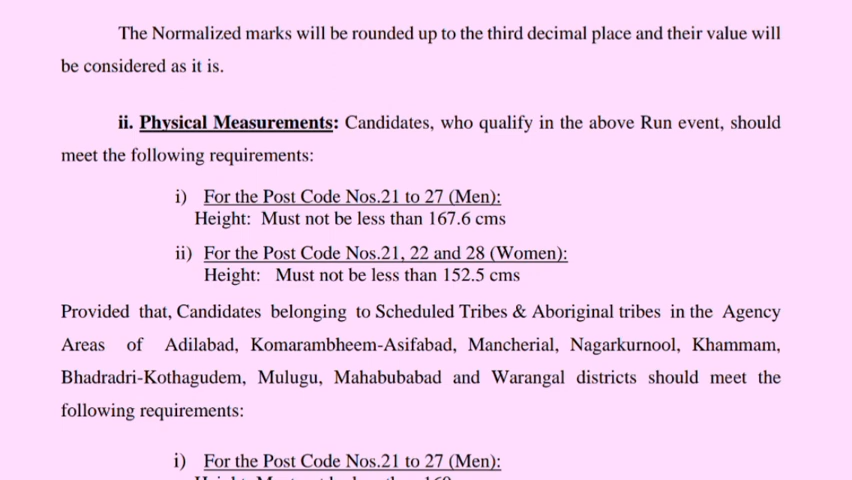 The Normalized marks will be rounded up to the third decimal place and their value will
be considered as it is.
ii. Physical Measurements: Candidates, who qualify in the above Run event, should
meet the following requirements:
i) For the Post Code Nos.21 to 27 (Men):
Height: Must not be less than 167.6 cms
ii) For the Post Code Nos.21, 22 and 28 (Women):
Height: Must not be less than 152.5 cms
Provided that, Candidates belonging to Scheduled Tribes & Aboriginal tribes in the Agency
Areas of Adilabad, Komarambheem-Asifabad, Mancherial, Nagarkurnool, Khammam,
Bhadradri-Kothagudem, Mulugu, Mahabubabad and Warangal districts should meet the
following requirements:
i) For the Post Code Nos.21 to 27 (Men):